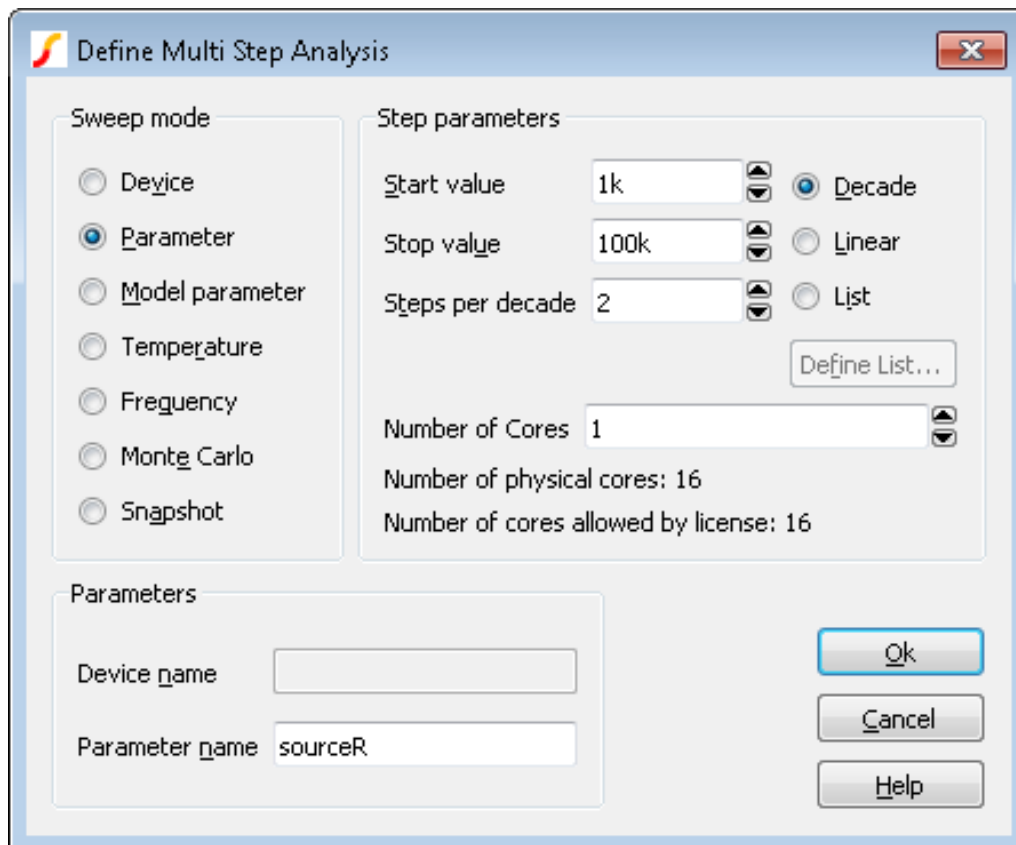 Define Multi Step Analysis
Sweep mode
Device
Parameter
Model parameter
Temperature
Frequency
Monte Carlo
Snapshot
Step parameters
Start value 1k Decade
Stop value 100k Linear
Steps per decade 2 List
Define List...
Number of Cores 1
Number of physical cores: 16
Number of cores allowed by license: 16
Parameters
Device name
Parameter name sourceR
Ok
Cancel
Help